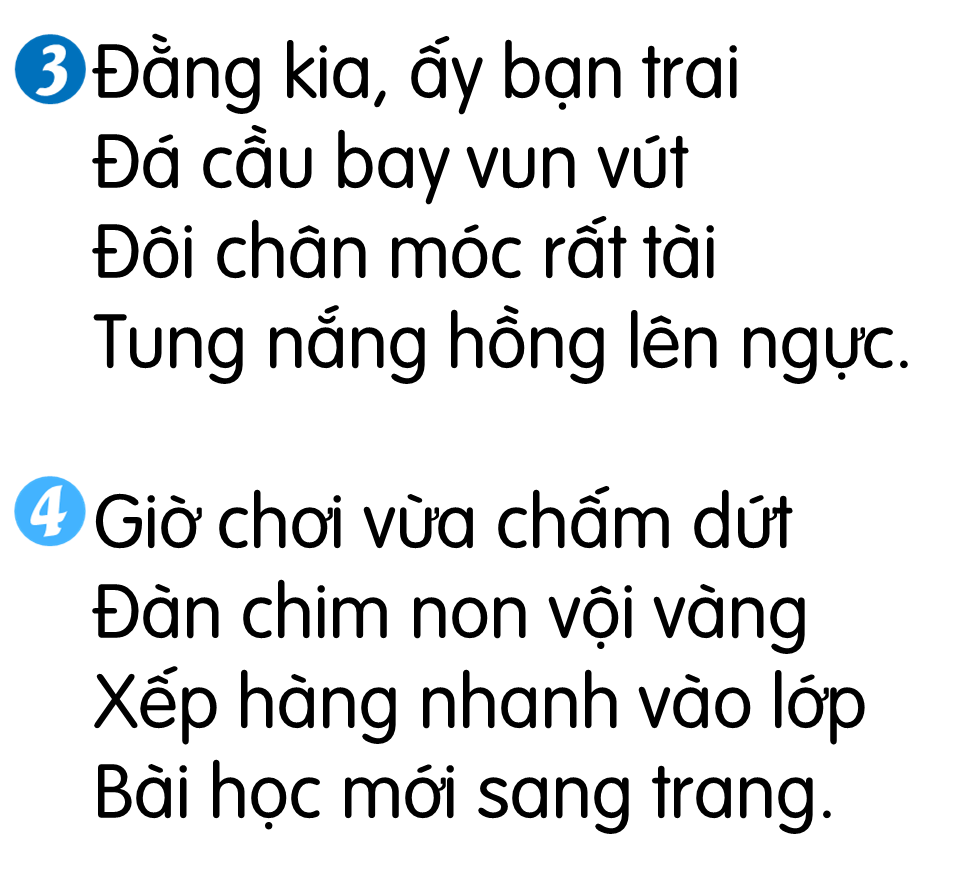 3 Đằng kia, ấy bạn trai
Đá cầu bay vun vút
Đôi chân móc rất tài
Tung nắng hồng lên ngực.
4 Giờ chơi vừa chấm dứt
Đàn chim non vội vàng
Xếp hàng nhanh vào lớp
Bài học mới sang trang.